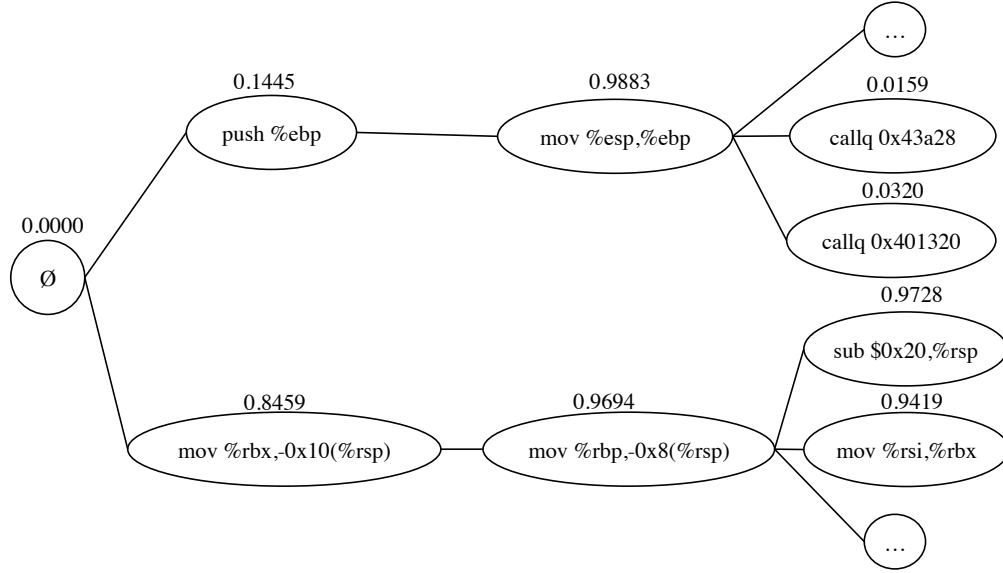 …
0.1445
0.9883
0.0159
push %ebp
mov %esp,%ebp
callq 0x43a28
0.0320
0.0000
callq 0x401320
Ø
0.9728
sub $0x20,%rsp
0.8459
0.9694
0.9419
mov %rbx,-0x10(%rsp)
mov %rbp,-0x8(%rsp)
mov %rsi,%rbx
…